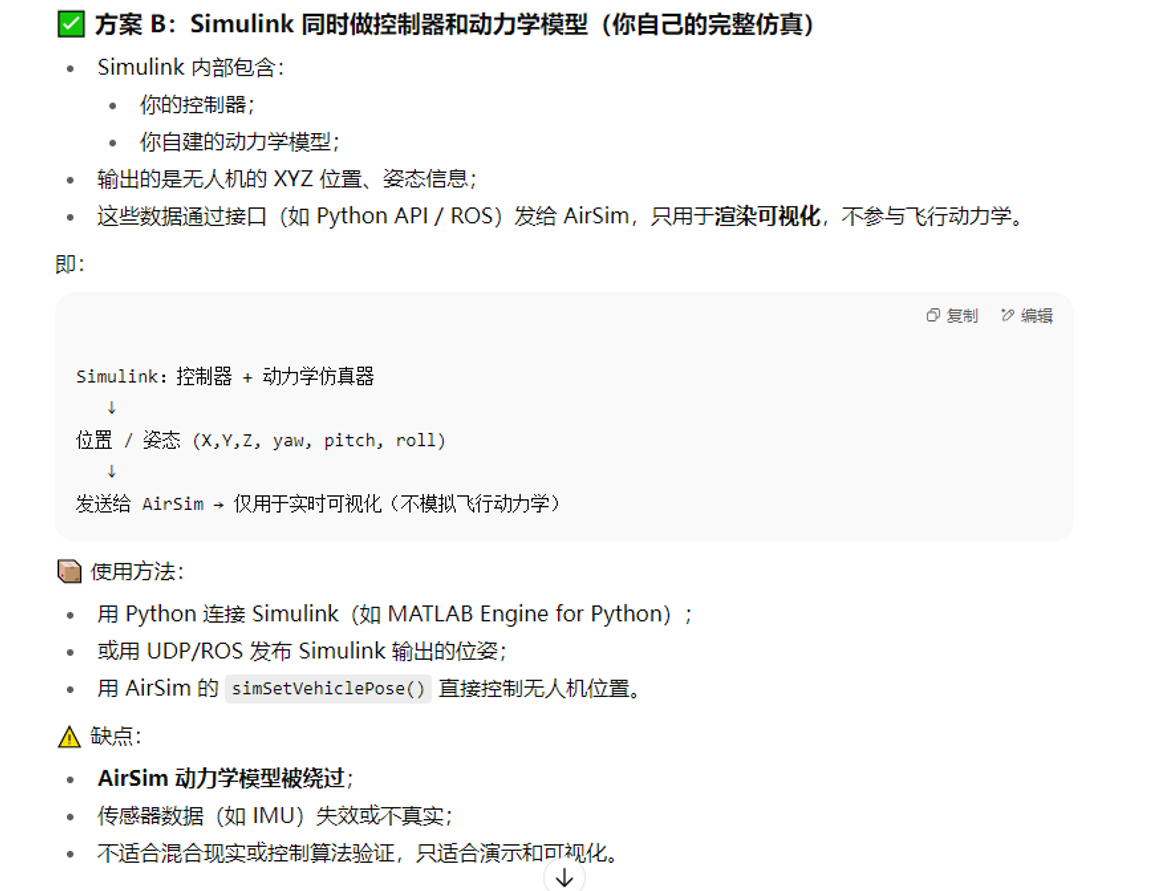 方案 B：Simulink 同时做控制器和动力学模型（你自己的完整仿真）
Simulink 内部包含：
你的控制器；
你自建的动力学模型；
输出的是无人机的 XYZ 位置、姿态信息；
这些数据通过接口（如 Python API / ROS）发给 AirSim，只用于渲染可视化，不参与飞行动力学。
即：
复制 编辑
Simulink：控制器 + 动力学仿真器
↓
位置 / 姿态 (X,Y,Z, yaw, pitch, roll)
↓
发送给 AirSim → 仅用于实时可视化（不模拟飞行动力学）
使用方法：
用 Python 连接 Simulink（如 MATLAB Engine for Python）；
或用 UDP/ROS 发布 Simulink 输出的位姿；
用 AirSim 的 simSetVehiclePose() 直接控制无人机位置。
缺点：
AirSim 动力学模型被绕过；
传感器数据（如 IMU）失效或不真实；
不适合混合现实或控制算法验证，只适合演示和可视化。